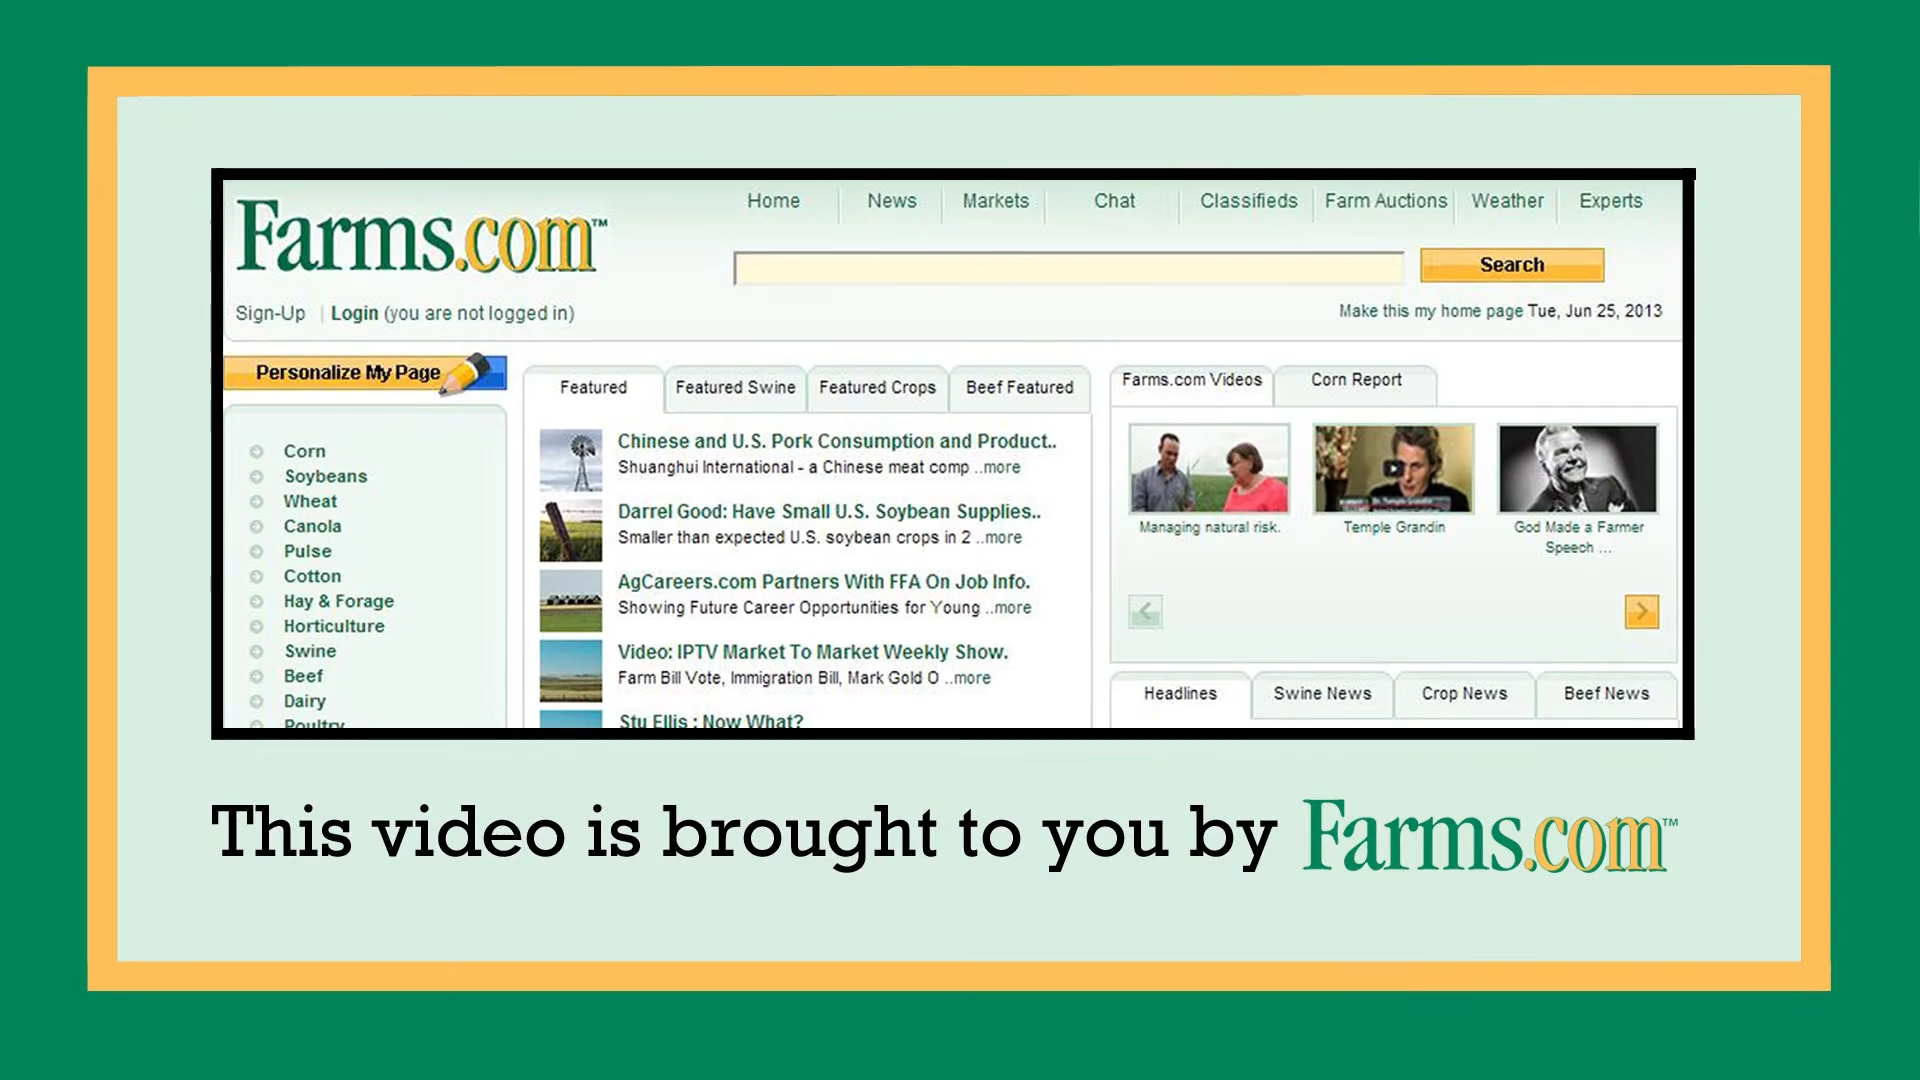 Home News Markets Chat Classifieds Farm Auctions Weather Experts
Farms.com™
Search
Sign-Up | Login (you are not logged in)
Make this my home page Tue, Jun 25, 2013
Personalize My Page
Corn
Soybeans
Wheat
Canola
Pulse
Cotton
Hay & Forage
Horticulture
Swine
Beef
Dairy
Poultry
Featured Featured Swine Featured Crops Beef Featured
Chinese and U.S. Pork Consumption and Product..
Shuanghui International - a Chinese meat comp ..more
Darrel Good: Have Small U.S. Soybean Supplies..
Smaller than expected U.S. soybean crops in 2 ..more
AgCareers.com Partners With FFA On Job Info.
Showing Future Career Opportunities for Young ..more
Video: IPTV Market To Market Weekly Show.
Farm Bill Vote, Immigration Bill, Mark Gold O ..more
Stu Ellis : Now What?
Farms.com Videos Corn Report
Managing natural risk.
Temple Grandin
God Made a Farmer
Speech ...
Headlines Swine News Crop News Beef News
This video is brought to you by Farms.com™